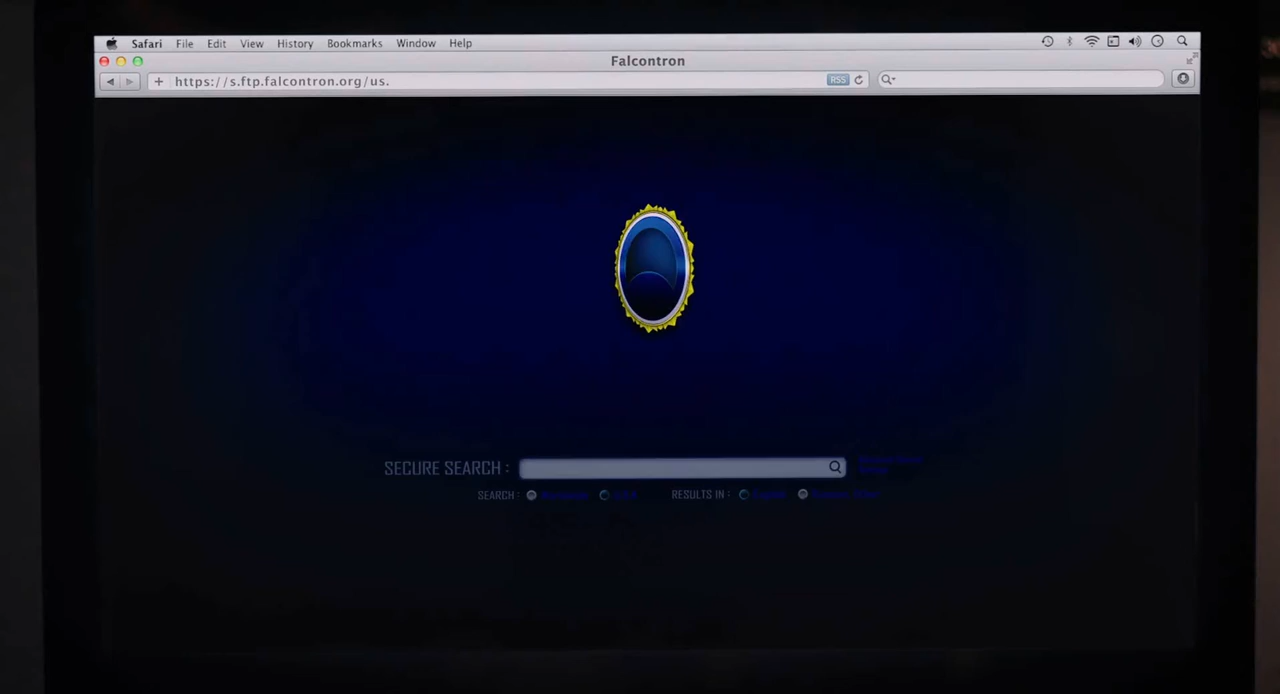 Safari File Edit View History Bookmarks Window Help
Falcontron
https://s.ftp.falcontron.org/us.
RSS
SECURE SEARCH :
SEARCH :
RESULTS IN :